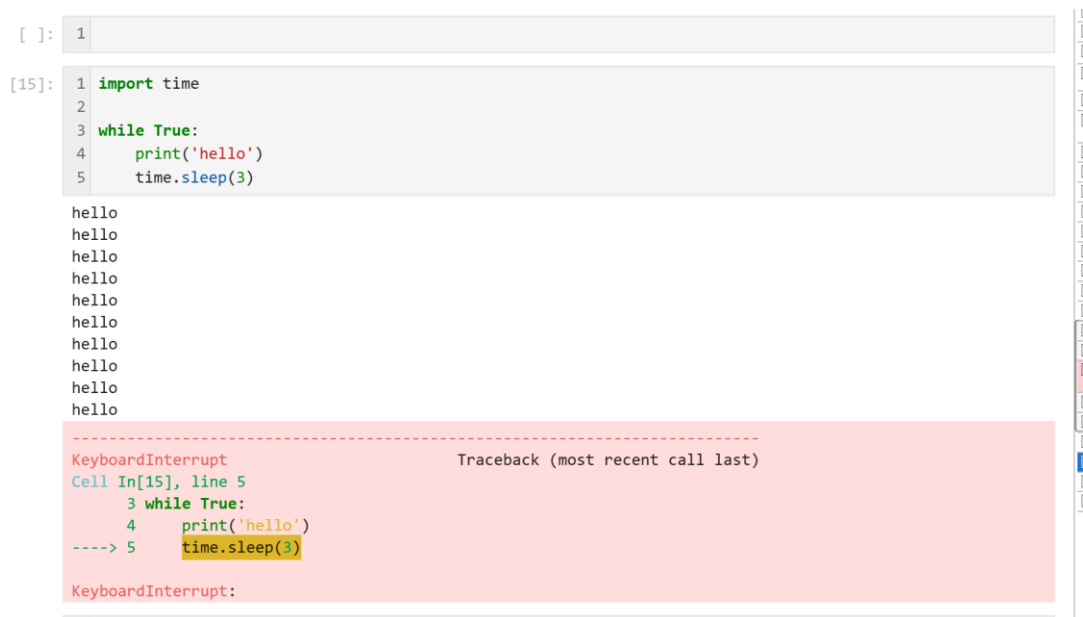 [ ]: 1
[15]: 1 import time
2
3 while True:
4     print('hello')
5     time.sleep(3)
hello
hello
hello
hello
hello
hello
hello
hello
hello
hello
---------------------------------------------------------------------------
KeyboardInterrupt                         Traceback (most recent call last)
Cell In[15], line 5
      3 while True:
      4     print('hello')
----> 5     time.sleep(3)
KeyboardInterrupt: